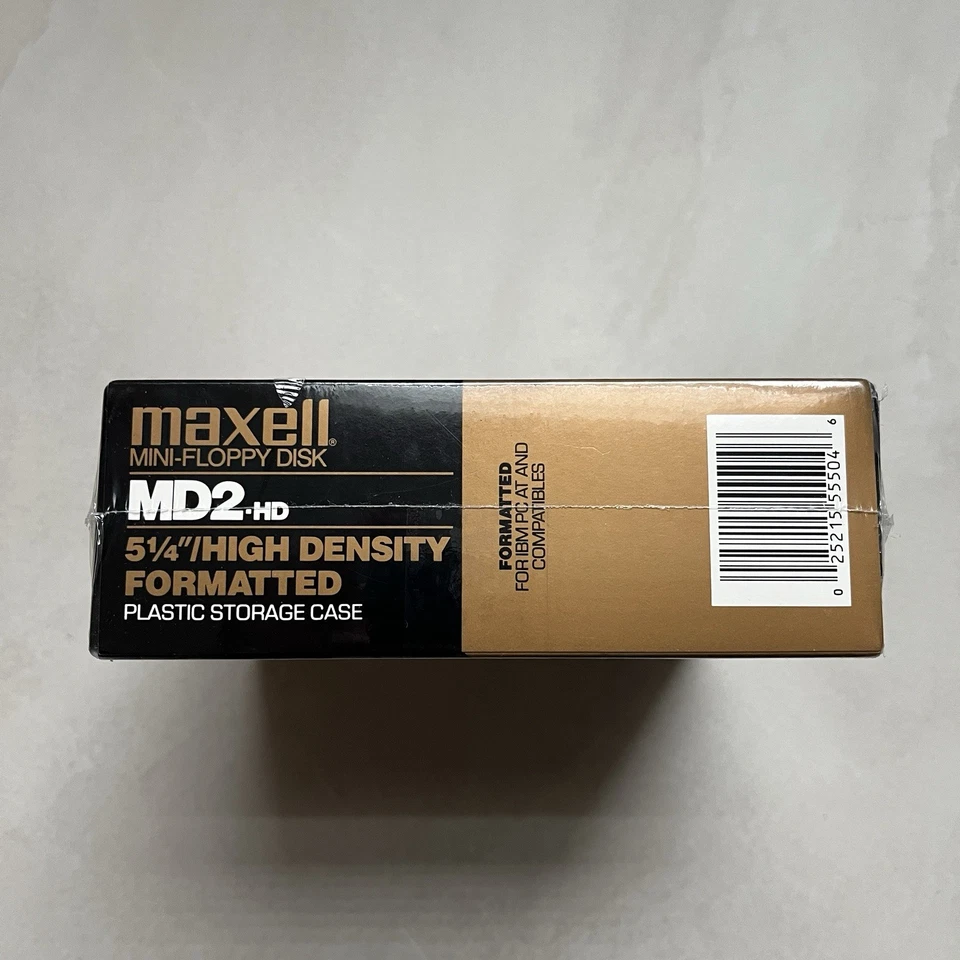 maxell®
MINI-FLOPPY DISK
MD2-HD
5¼"/HIGH DENSITY
FORMATTED
PLASTIC STORAGE CASE
FORMATTED
FOR IBM PC AT AND
COMPATIBLES
0 25215 55504 6